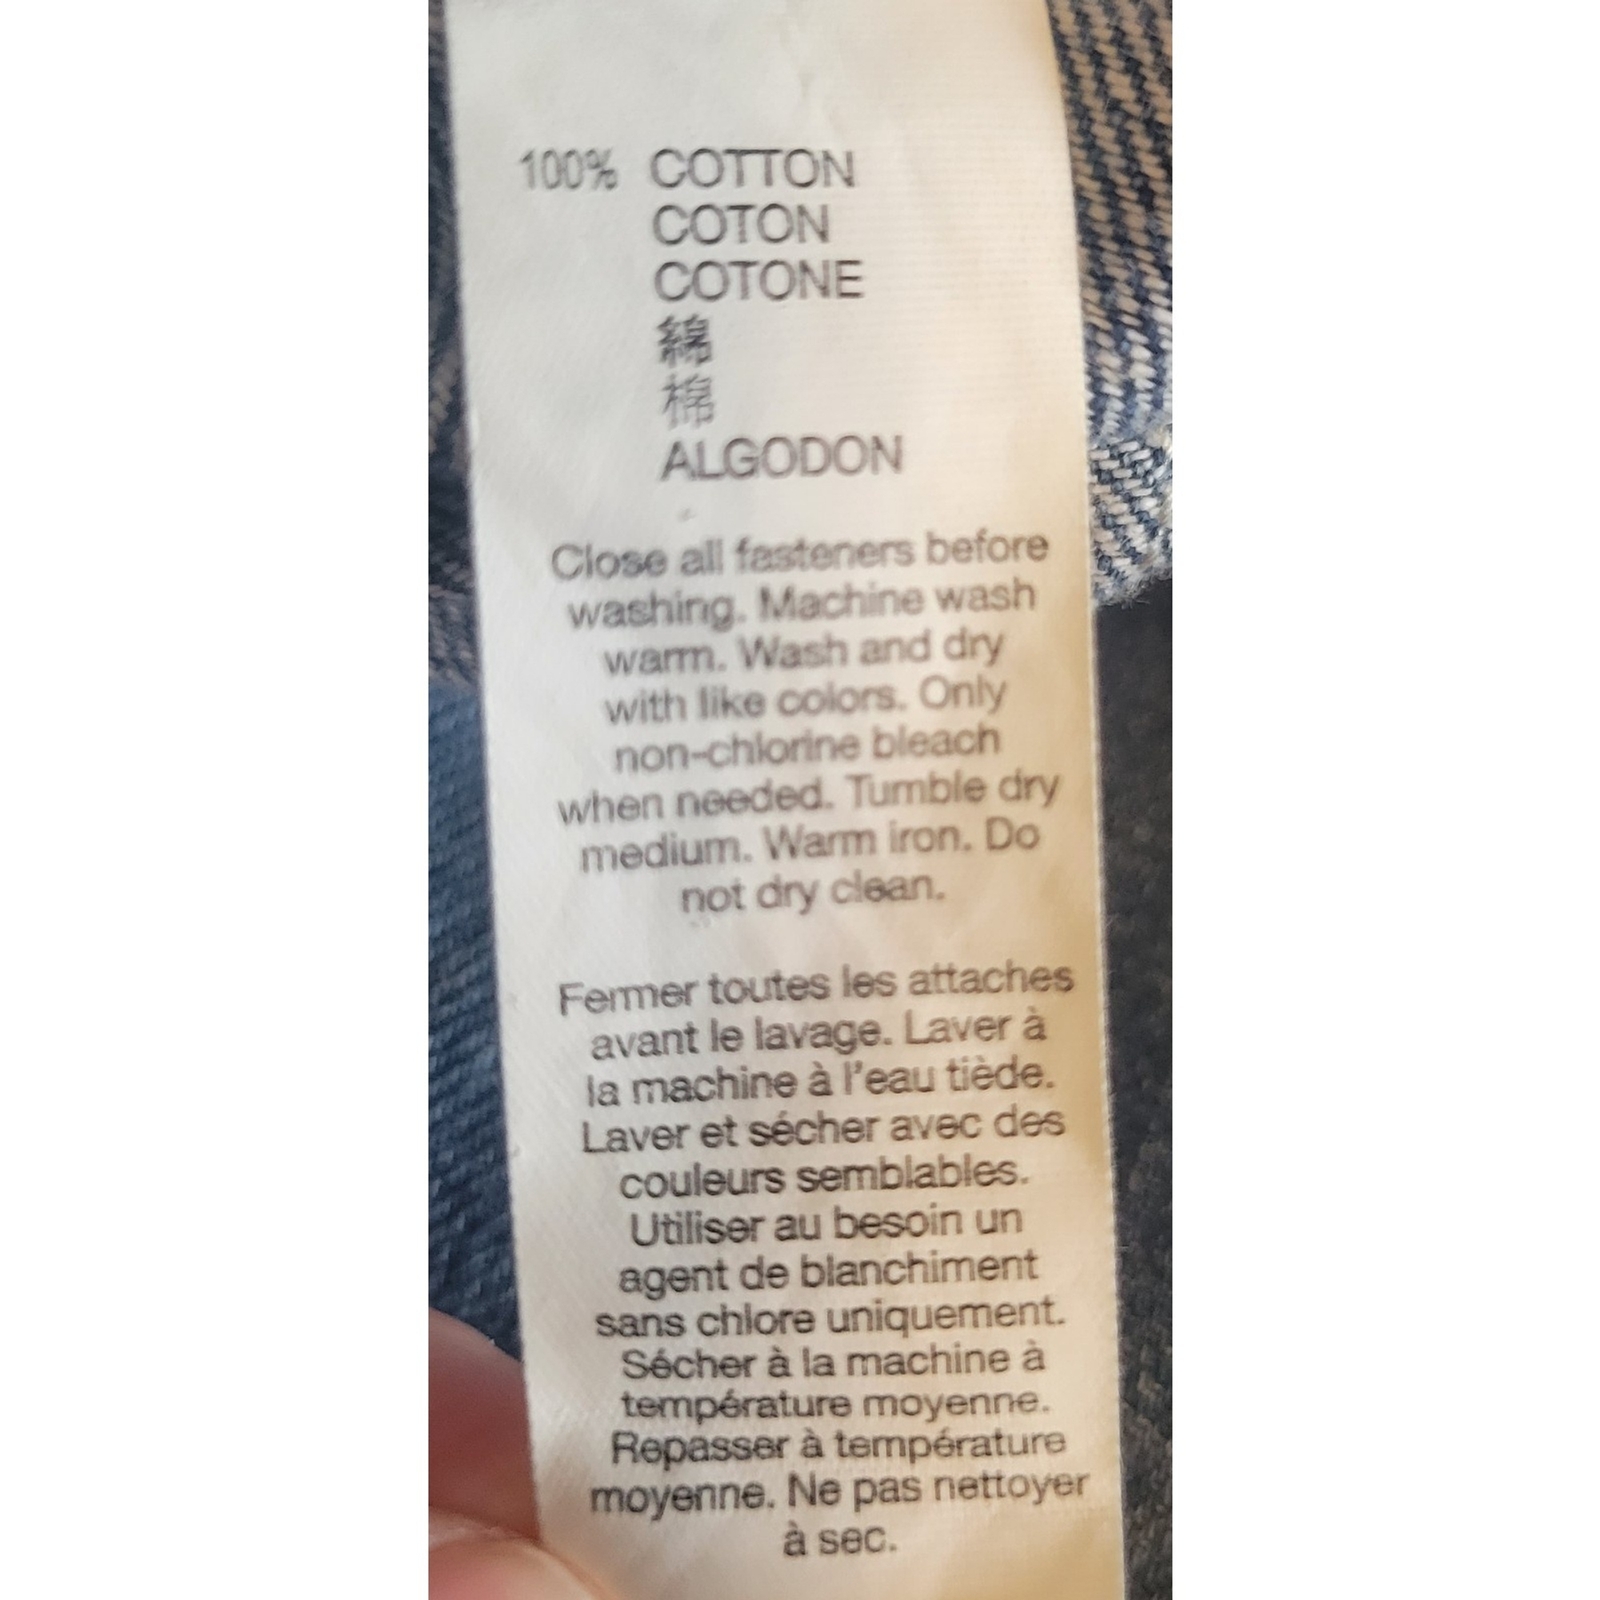 100% COTTON
COTON
COTONE
綿
棉
ALGODON
Close all fasteners before
washing. Machine wash
warm. Wash and dry
with like colors. Only
non-chlorine bleach
when needed. Tumble dry
medium. Warm iron. Do
not dry clean.
Fermer toutes les attaches
avant le lavage. Laver à
la machine à l'eau tiède.
Laver et sécher avec des
couleurs semblables.
Utiliser au besoin un
agent de blanchiment
sans chlore uniquement.
Sécher à la machine à
température moyenne.
Repasser à température
moyenne. Ne pas nettoyer
à sec.